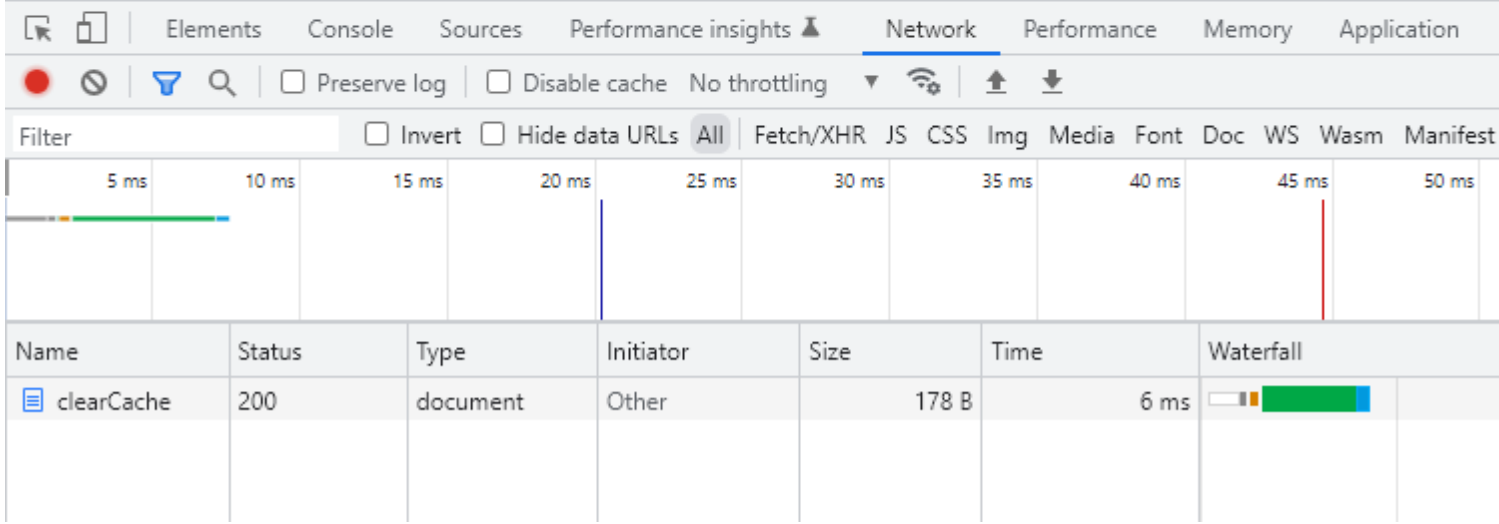 Elements Console Sources Performance insights Network Performance Memory Application
Preserve log Disable cache No throttling
Filter Invert Hide data URLs All Fetch/XHR JS CSS Img Media Font Doc WS Wasm Manifest
5 ms 10 ms 15 ms 20 ms 25 ms 30 ms 35 ms 40 ms 45 ms 50 ms
Name Status Type Initiator Size Time Waterfall
clearCache 200 document Other 178 B 6 ms